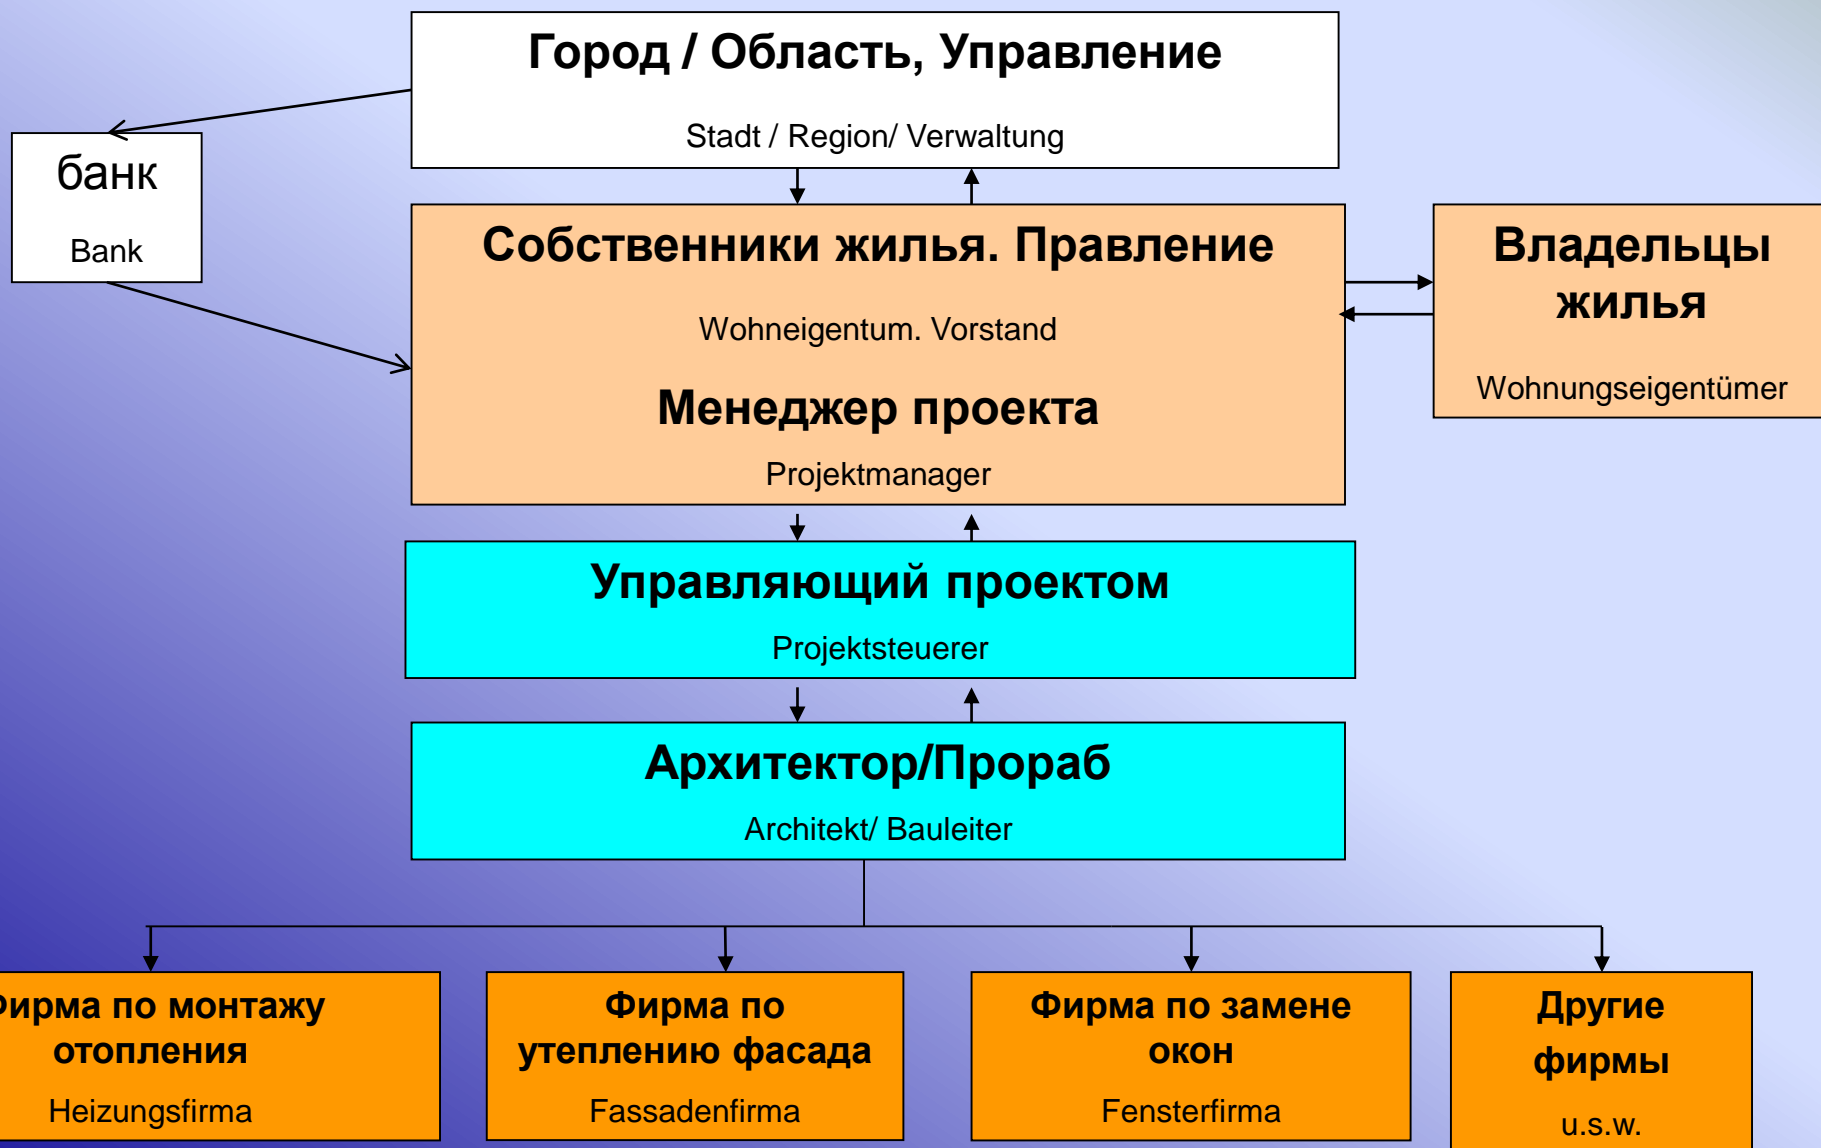 Город / Область, Управление
Stadt / Region/ Verwaltung
банк
Bank
Собственники жилья. Правление
Wohneigentum. Vorstand
Менеджер проекта
Projektmanager
Владельцы
жилья
Wohnungseigentümer
Управляющий проектом
Projektsteuerer
Архитектор/Прораб
Architekt/ Bauleiter
Фирма по монтажу
отопления
Heizungsfirma
Фирма по
утеплению фасада
Fassadenfirma
Фирма по замене
окон
Fensterfirma
Другие
фирмы
u.s.w.